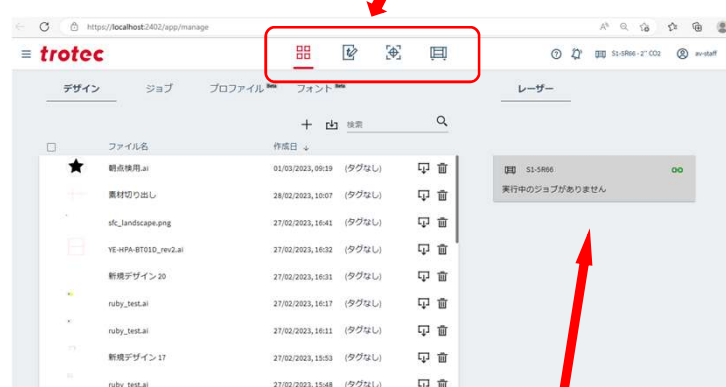 https://localhost:2402/app/manage
trotec
S1-SR66 - 2" CO2
av-staff
デザイン ジョブ プロファイル Beta フォント Beta
レーザー
検索
ファイル名 作成日
明点検用.ai 01/03/2023, 09:19 (タグなし)
素材切り出し 28/02/2023, 10:07 (タグなし)
sfc_landscape.png 27/02/2023, 16:41 (タグなし)
YE-HPA-BT01D_rev2.ai 27/02/2023, 16:32 (タグなし)
新規デザイン 20 27/02/2023, 16:31 (タグなし)
ruby_test.ai 27/02/2023, 16:17 (タグなし)
ruby_test.ai 27/02/2023, 16:11 (タグなし)
新規デザイン 17 27/02/2023, 15:53 (タグなし)
ruby_test.ai 27/02/2023, 15:48 (タグなし)
S1-SR66
実行中のジョブがありません